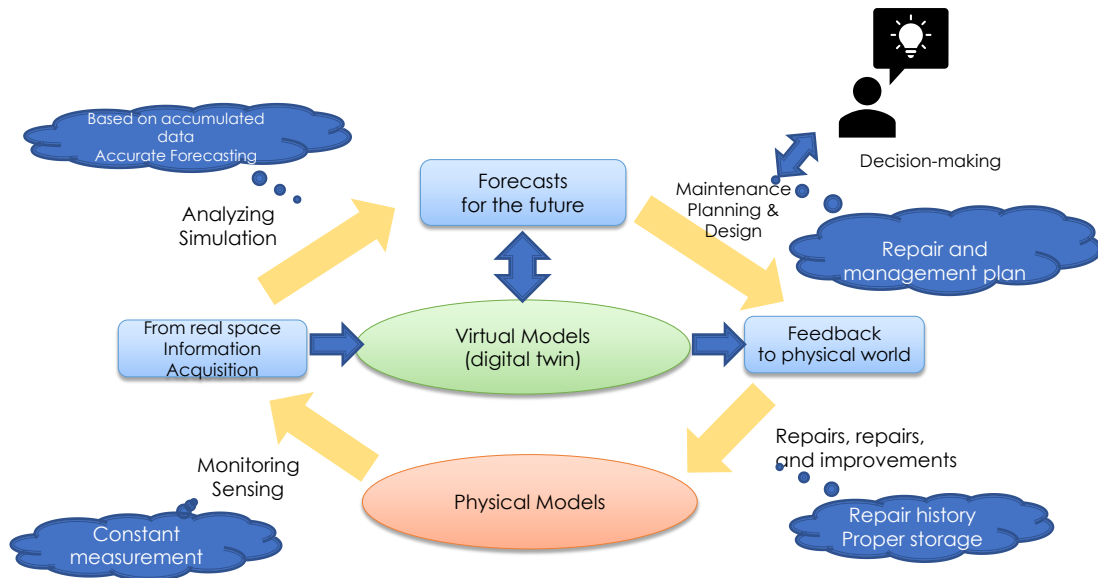 Based on accumulated
data
Accurate Forecasting
Analyzing
Simulation
Forecasts
for the future
Decision-making
Maintenance
Planning &
Design
Repair and
management plan
From real space
Information
Acquisition
Virtual Models
(digital twin)
Feedback
to physical world
Monitoring
Sensing
Physical Models
Repairs, repairs,
and improvements
Constant
measurement
Repair history
Proper storage